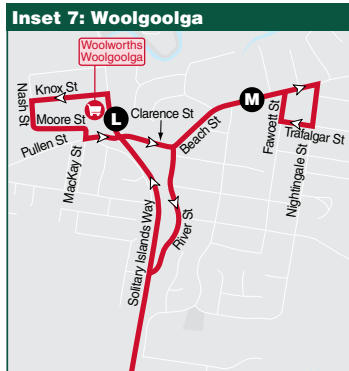 Inset 7: Woolgoolga
Woolworths
Woolgoolga
Knox St
Nash St
Moore St
L
Clarence St
M
Pullen St
MacKay St
Beach St
Fawcett St
Trafalgar St
Nightingale St
Solitary Islands Way
River St